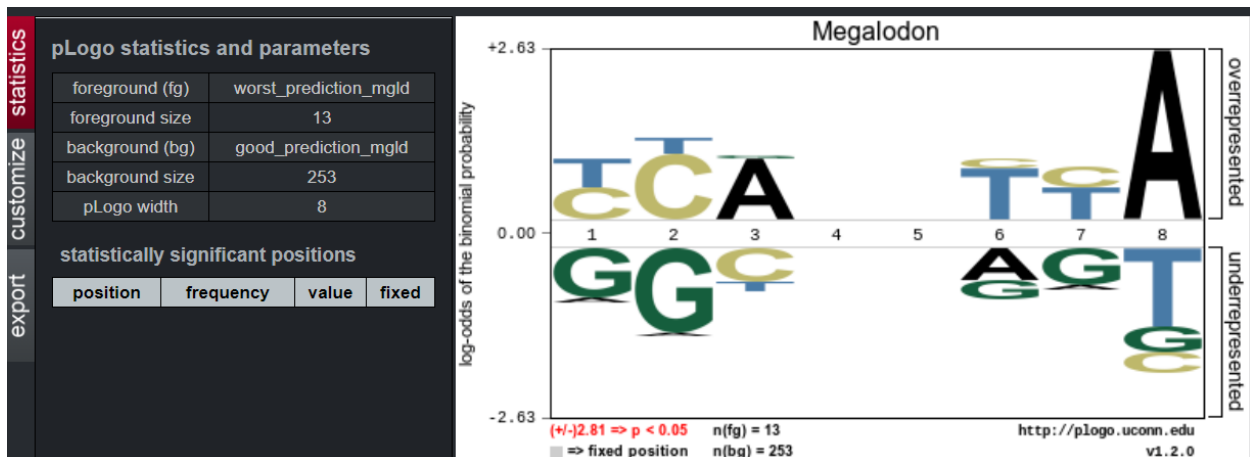 statistics
customize
export
pLogo statistics and parameters
foreground (fg) worst_prediction_mgld
foreground size 13
background (bg) good_prediction_mgld
background size 253
pLogo width 8
statistically significant positions
position frequency value fixed
Megalodon
log-odds of the binomial probability
+2.63
0.00
-2.63
T T A C T A
C C A T C A
1 2 3 4 5 6 7 8
G G C A G T
A A T G A G
C
overrepresented
underrepresented
(+/-)2.81 => p < 0.05 n(fg) = 13 http://plogo.uconn.edu
=> fixed position n(bg) = 253 v1.2.0